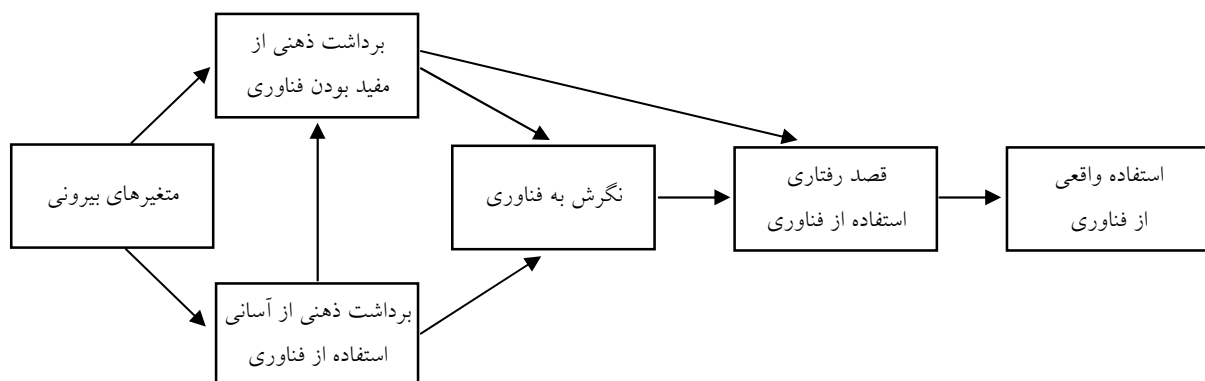 برداشت ذهنی از
مفید بودن فناوری
متغیرهای بیرونی
برداشت ذهنی از آسانی
استفاده از فناوری
نگرش به فناوری
قصد رفتاری
استفاده از فناوری
استفاده واقعی
از فناوری